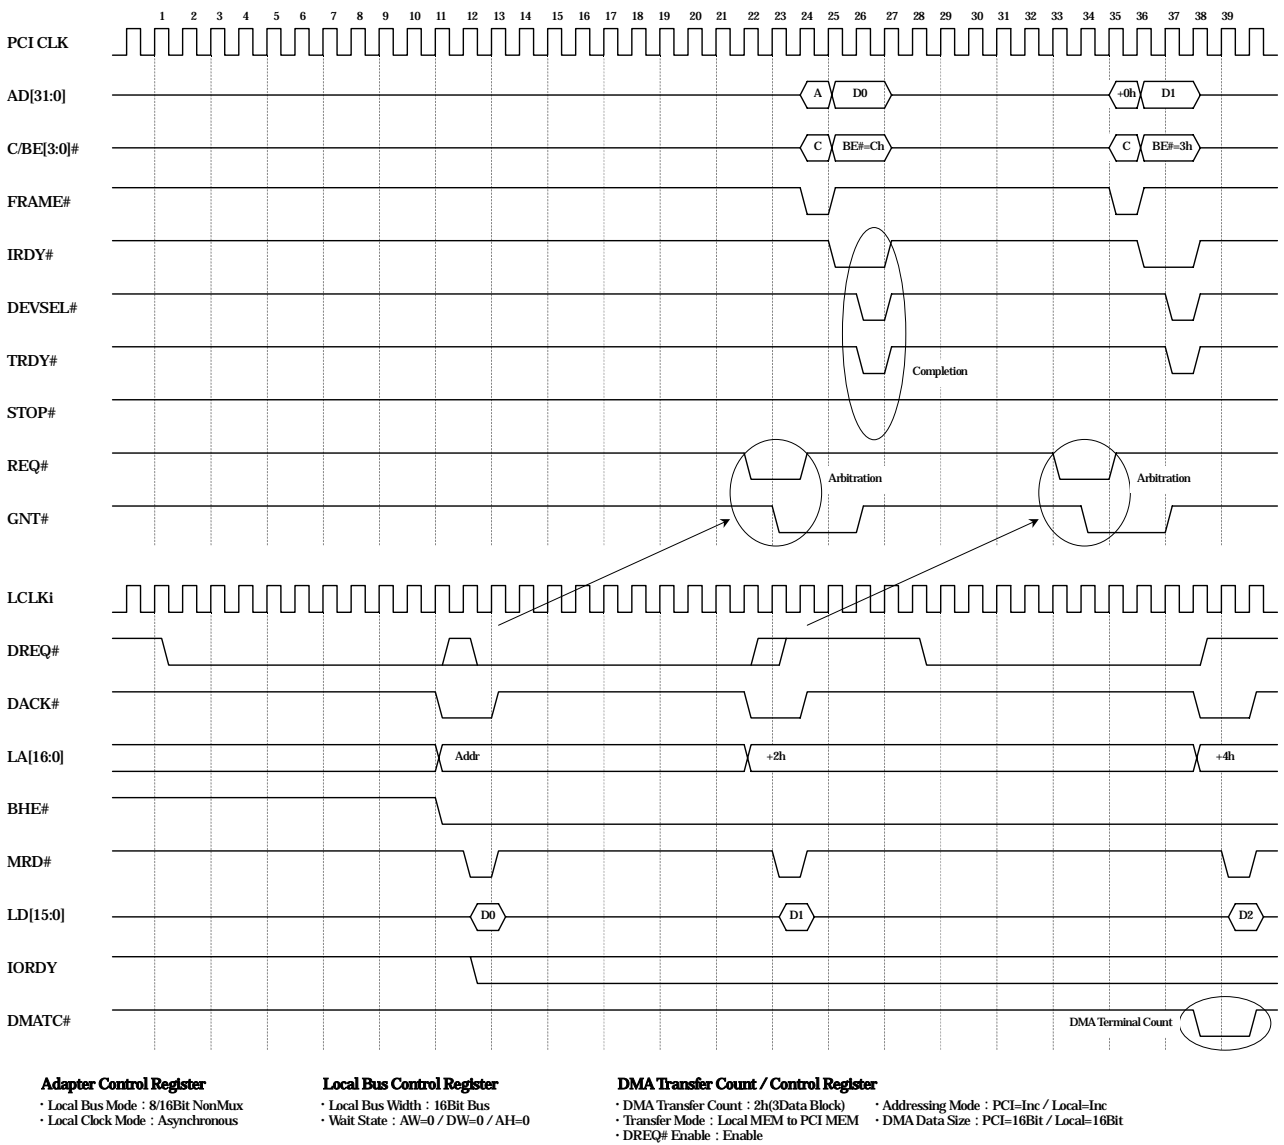 1 2 3 4 5 6 7 8 9 10 11 12 13 14 15 16 17 18 19 20 21 22 23 24 25 26 27 28 29 30 31 32 33 34 35 36 37 38 39
PCI CLK
AD[31:0] A D0 +0h D1
C/BE[3:0]# C BE#=Ch C BE#=3h
FRAME#
IRDY#
DEVSEL#
TRDY#
Completion
STOP#
REQ#
Arbitration Arbitration
GNT#
LCLKi
DREQ#
DACK#
LA[16:0] Addr +2h +4h
BHE#
MRD#
LD[15:0] D0 D1 D2
IORDY
DMATC# DMA Terminal Count
Adapter Control Register
・Local Bus Mode : 8/16Bit NonMux
・Local Clock Mode : Asynchronous
Local Bus Control Register
・Local Bus Width : 16Bit Bus
・Wait State : AW=0 / DW=0 / AH=0
DMA Transfer Count / Control Register
・DMA Transfer Count : 2h(3Data Block)
・Transfer Mode : Local MEM to PCI MEM
・DREQ# Enable : Enable
・Addressing Mode : PCI=Inc / Local=Inc
・DMA Data Size : PCI=16Bit / Local=16Bit